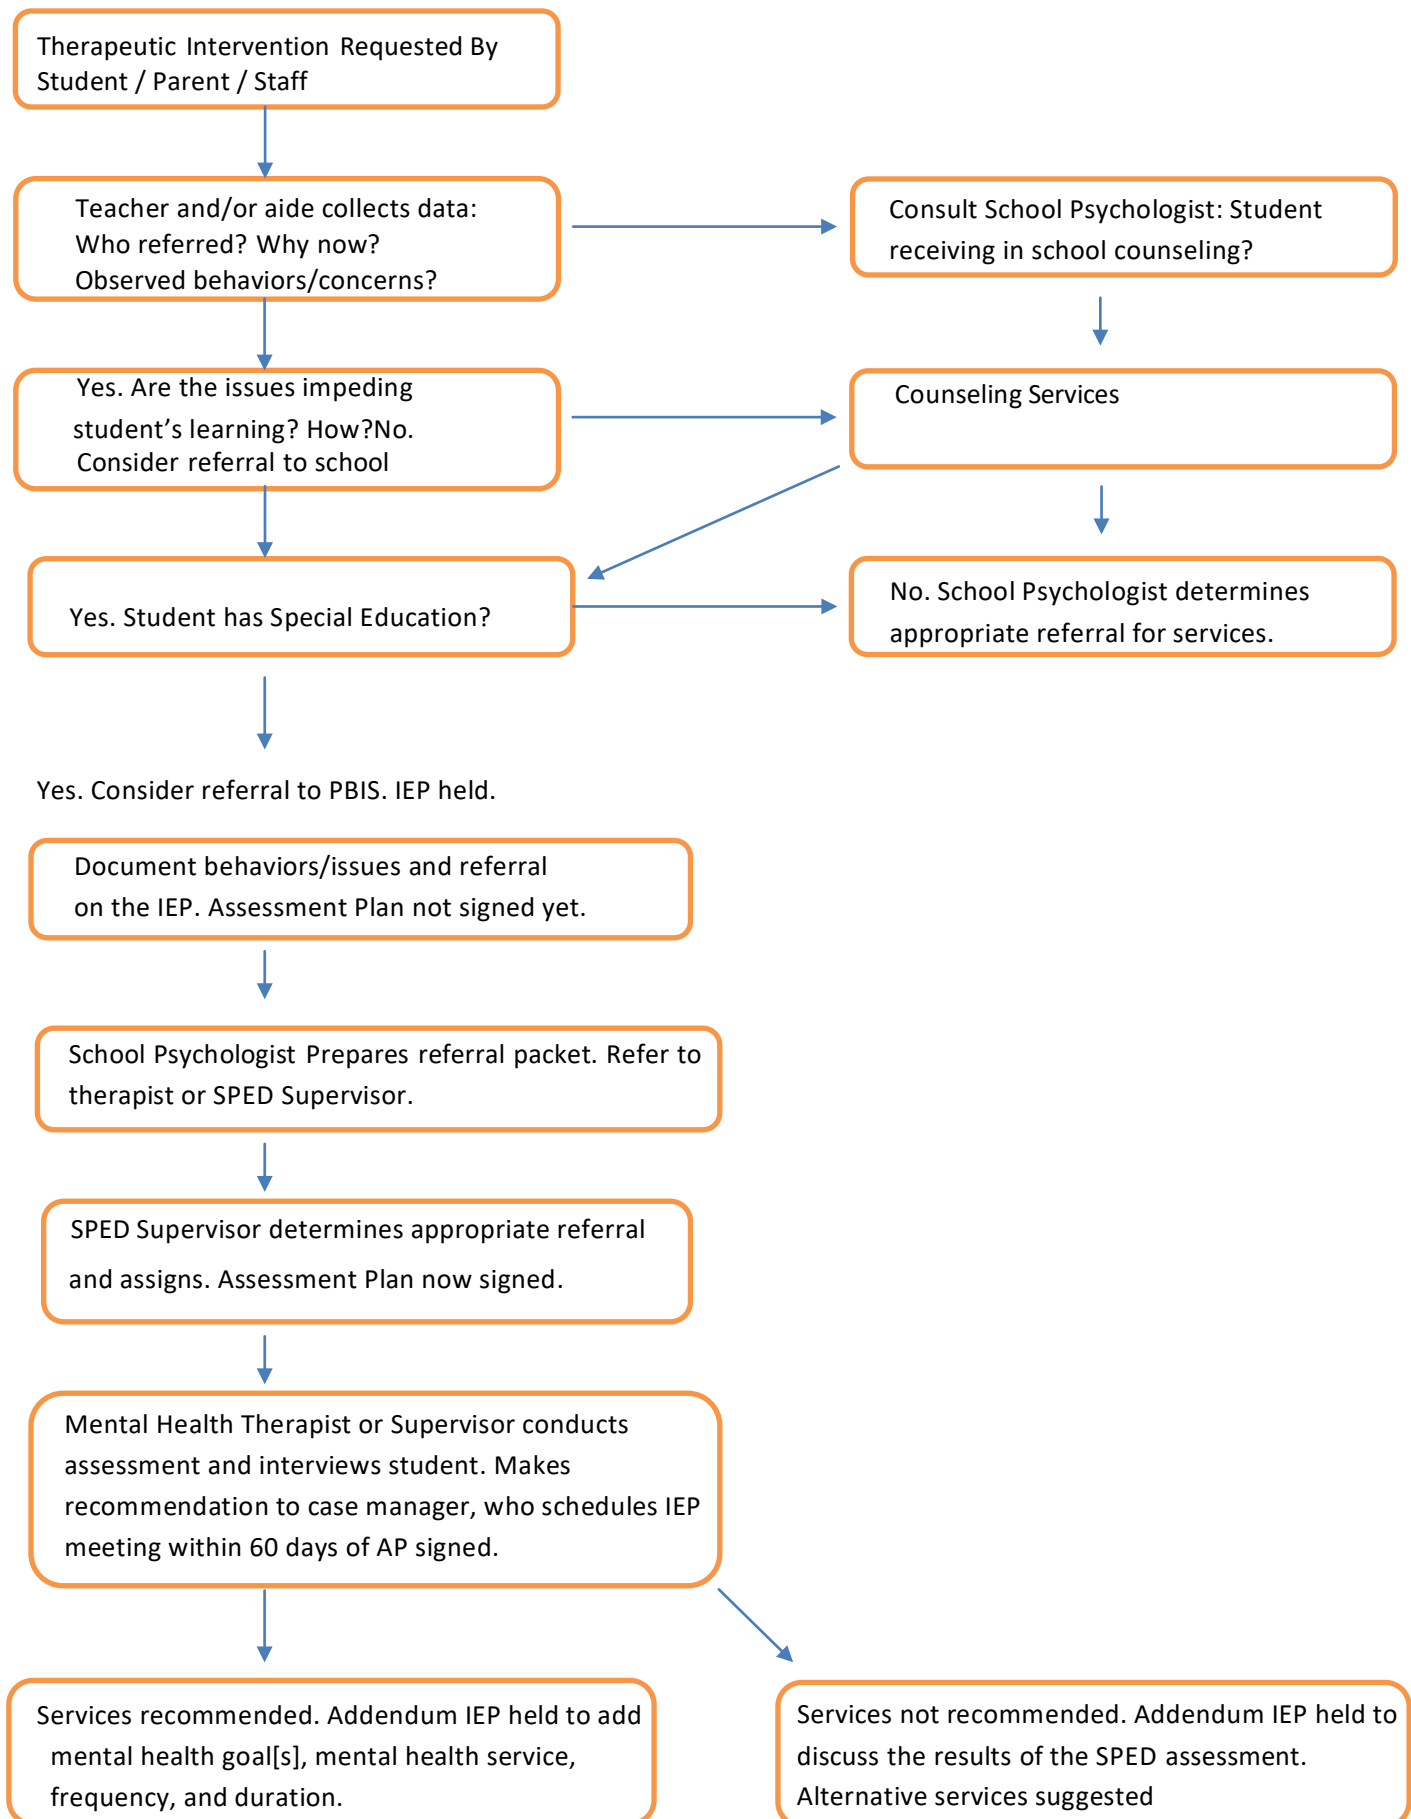 Therapeutic Intervention Requested By
Student / Parent / Staff
Teacher and/or aide collects data:
Who referred? Why now?
Observed behaviors/concerns?
Consult School Psychologist: Student
receiving in school counseling?
Yes. Are the issues impeding
student’s learning? How?No.
Consider referral to school
Counseling Services
Yes. Student has Special Education?
No. School Psychologist determines
appropriate referral for services.
Yes. Consider referral to PBIS. IEP held.
Document behaviors/issues and referral
on the IEP. Assessment Plan not signed yet.
School Psychologist Prepares referral packet. Refer to
therapist or SPED Supervisor.
SPED Supervisor determines appropriate referral
and assigns. Assessment Plan now signed.
Mental Health Therapist or Supervisor conducts
assessment and interviews student. Makes
recommendation to case manager, who schedules IEP
meeting within 60 days of AP signed.
Services recommended. Addendum IEP held to add
mental health goal[s], mental health service,
frequency, and duration.
Services not recommended. Addendum IEP held to
discuss the results of the SPED assessment.
Alternative services suggested